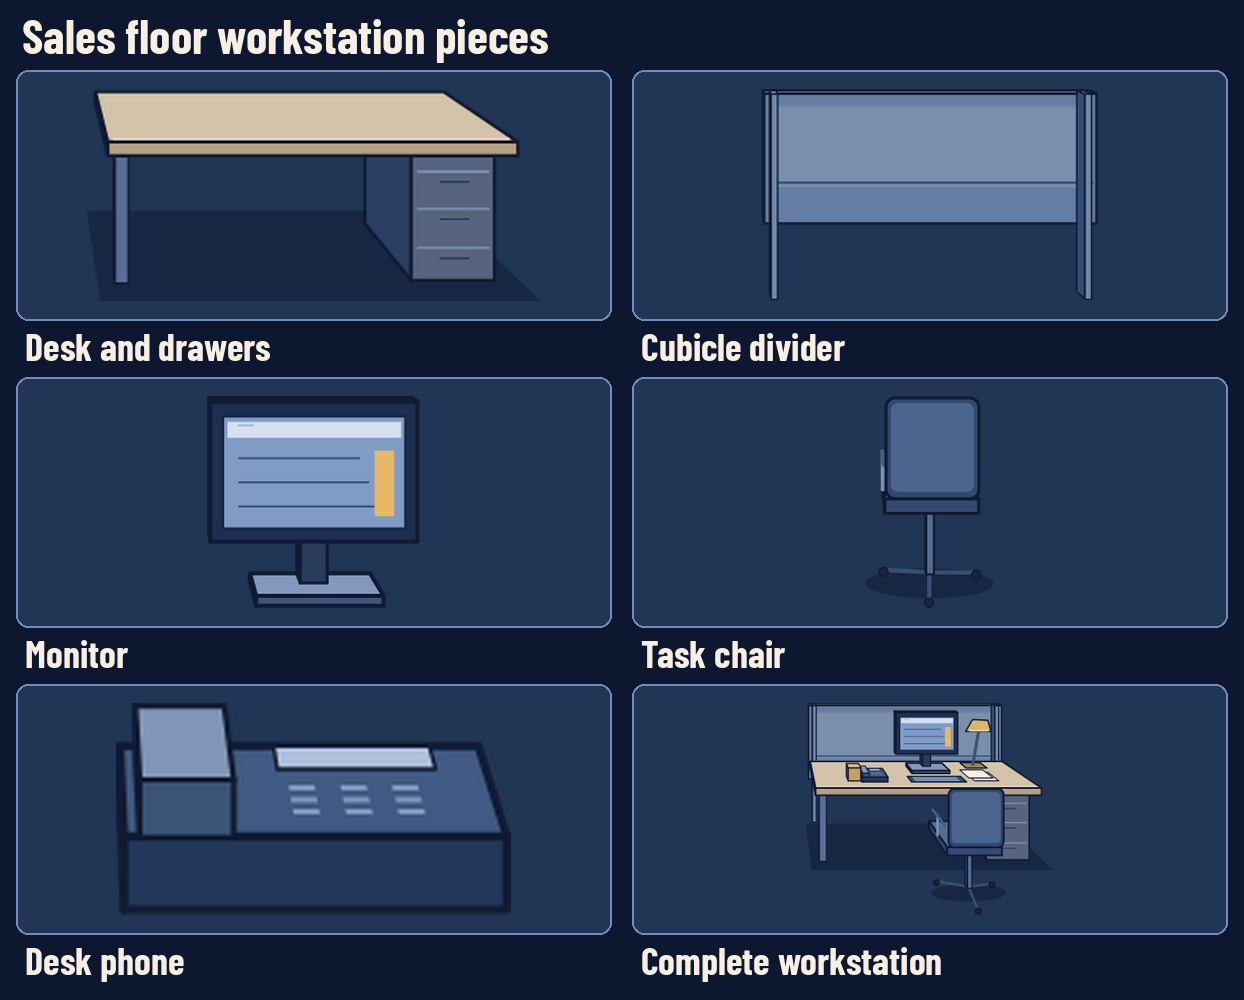 Sales floor workstation pieces
Desk and drawers
Cubicle divider
Monitor
Task chair
Desk phone
Complete workstation